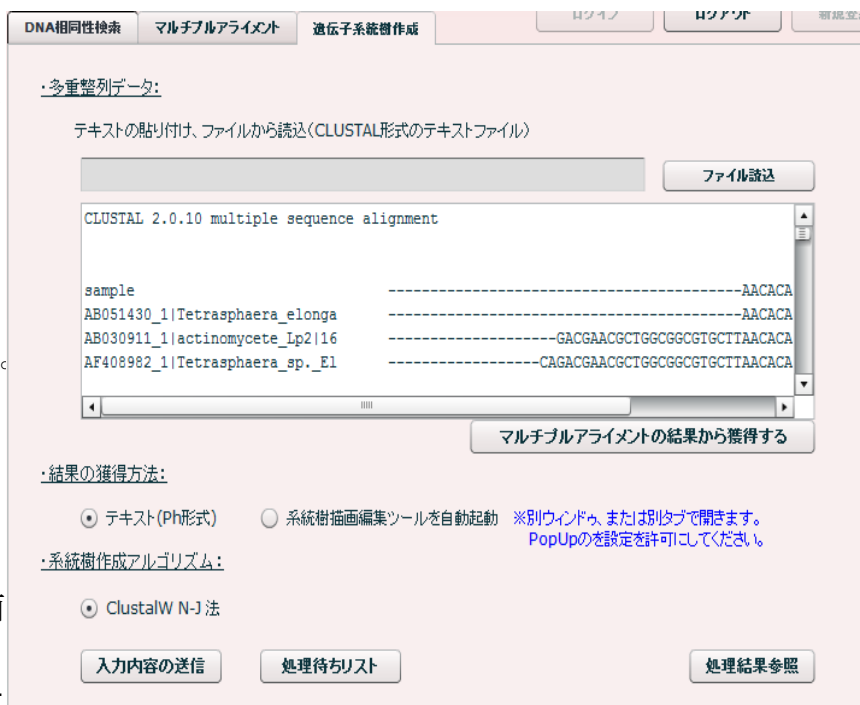 ログイン ログアウト 新規登
DNA相同性検索 マルチプルアライメント 遺伝子系統樹作成
・多重整列データ:
テキストの貼り付け、ファイルから読込(CLUSTAL形式のテキストファイル)
ファイル読込
CLUSTAL 2.0.10 multiple sequence alignment
sample ------------------------------------------AACACA
AB051430_1|Tetrasphaera_elonga ------------------------------------------AACACA
AB030911_1|actinomycete_Lp2|16 --------------------GACGAACGCTGGCGGCGTGCTTAACACA
AF408982_1|Tetrasphaera_sp._El ------------------CAGACGAACGCTGGCGGCGTGCTTAACACA
マルチプルアライメントの結果から獲得する
・結果の獲得方法:
テキスト(Ph形式) 系統樹描画編集ツールを自動起動 ※別ウィンドゥ、または別タブで開きます。
PopUpのを設定を許可にしてください。
・系統樹作成アルゴリズム:
ClustalW N-J 法
入力内容の送信 処理待ちリスト 処理結果参照